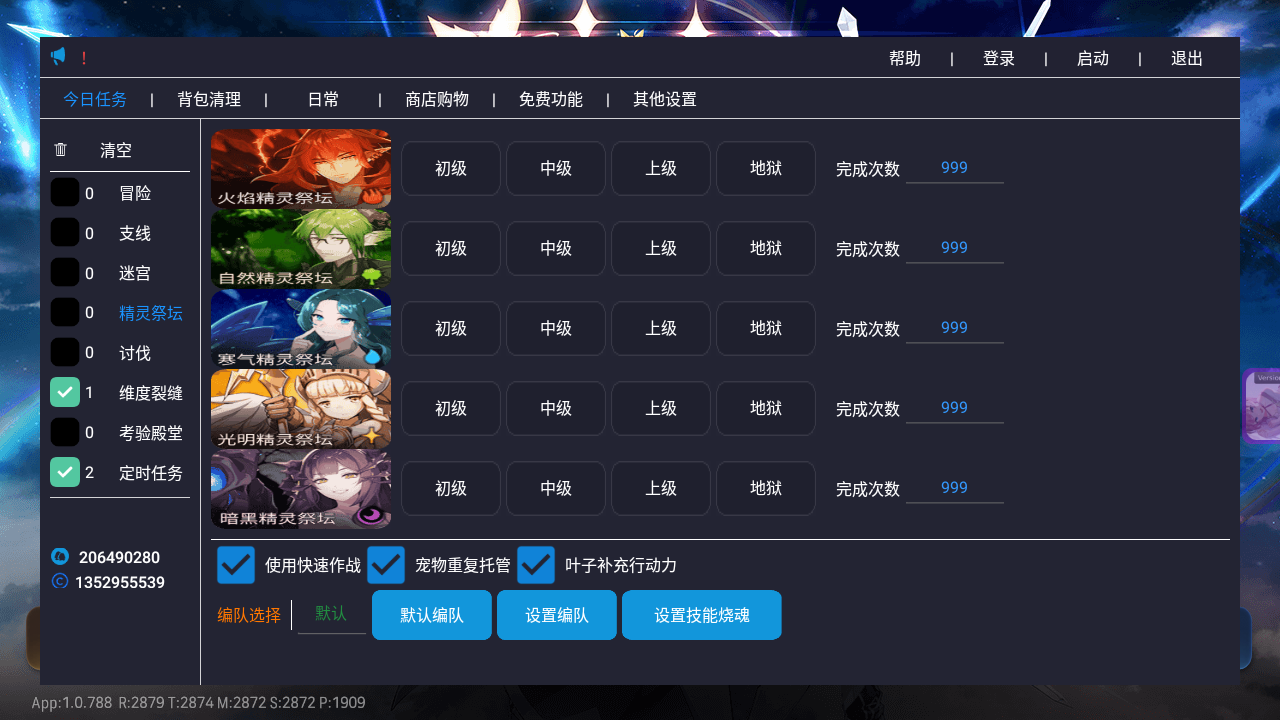 ! 帮助 | 登录 | 启动 | 退出
今日任务 | 背包清理 | 日常 | 商店购物 | 免费功能 | 其他设置
清空
0 冒险
0 支线
0 迷宫
0 精灵祭坛
0 讨伐
1 维度裂缝
0 考验殿堂
2 定时任务
206490280
1352955539
火焰精灵祭坛 初级 中级 上级 地狱 完成次数 999
自然精灵祭坛 初级 中级 上级 地狱 完成次数 999
寒气精灵祭坛 初级 中级 上级 地狱 完成次数 999
光明精灵祭坛 初级 中级 上级 地狱 完成次数 999
暗黑精灵祭坛 初级 中级 上级 地狱 完成次数 999
使用快速作战 宠物重复托管 叶子补充行动力
编队选择 默认 默认编队 设置编队 设置技能烧魂
Version
App:1.0.788 R:2879 T:2874 M:2872 S:2872 P:1909